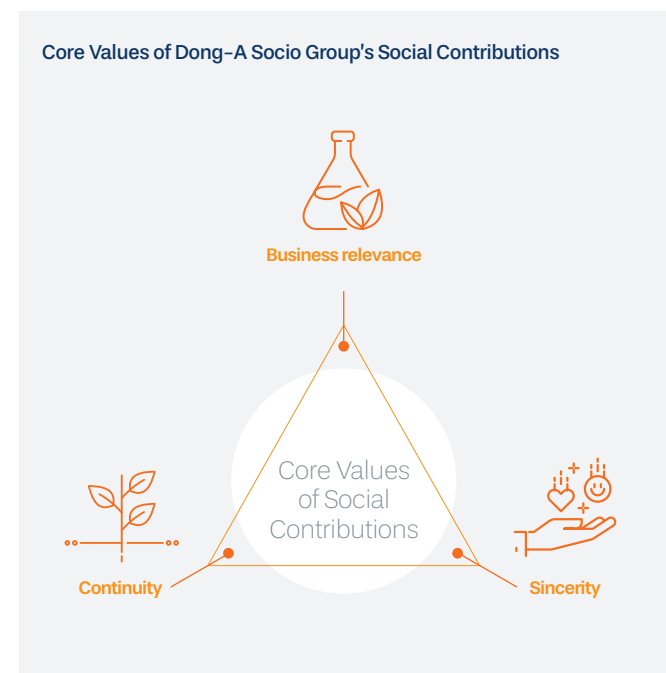 Core Values of Dong-A Socio Group's Social Contributions
Business relevance
Core Values
of Social
Contributions
Continuity
Sincerity